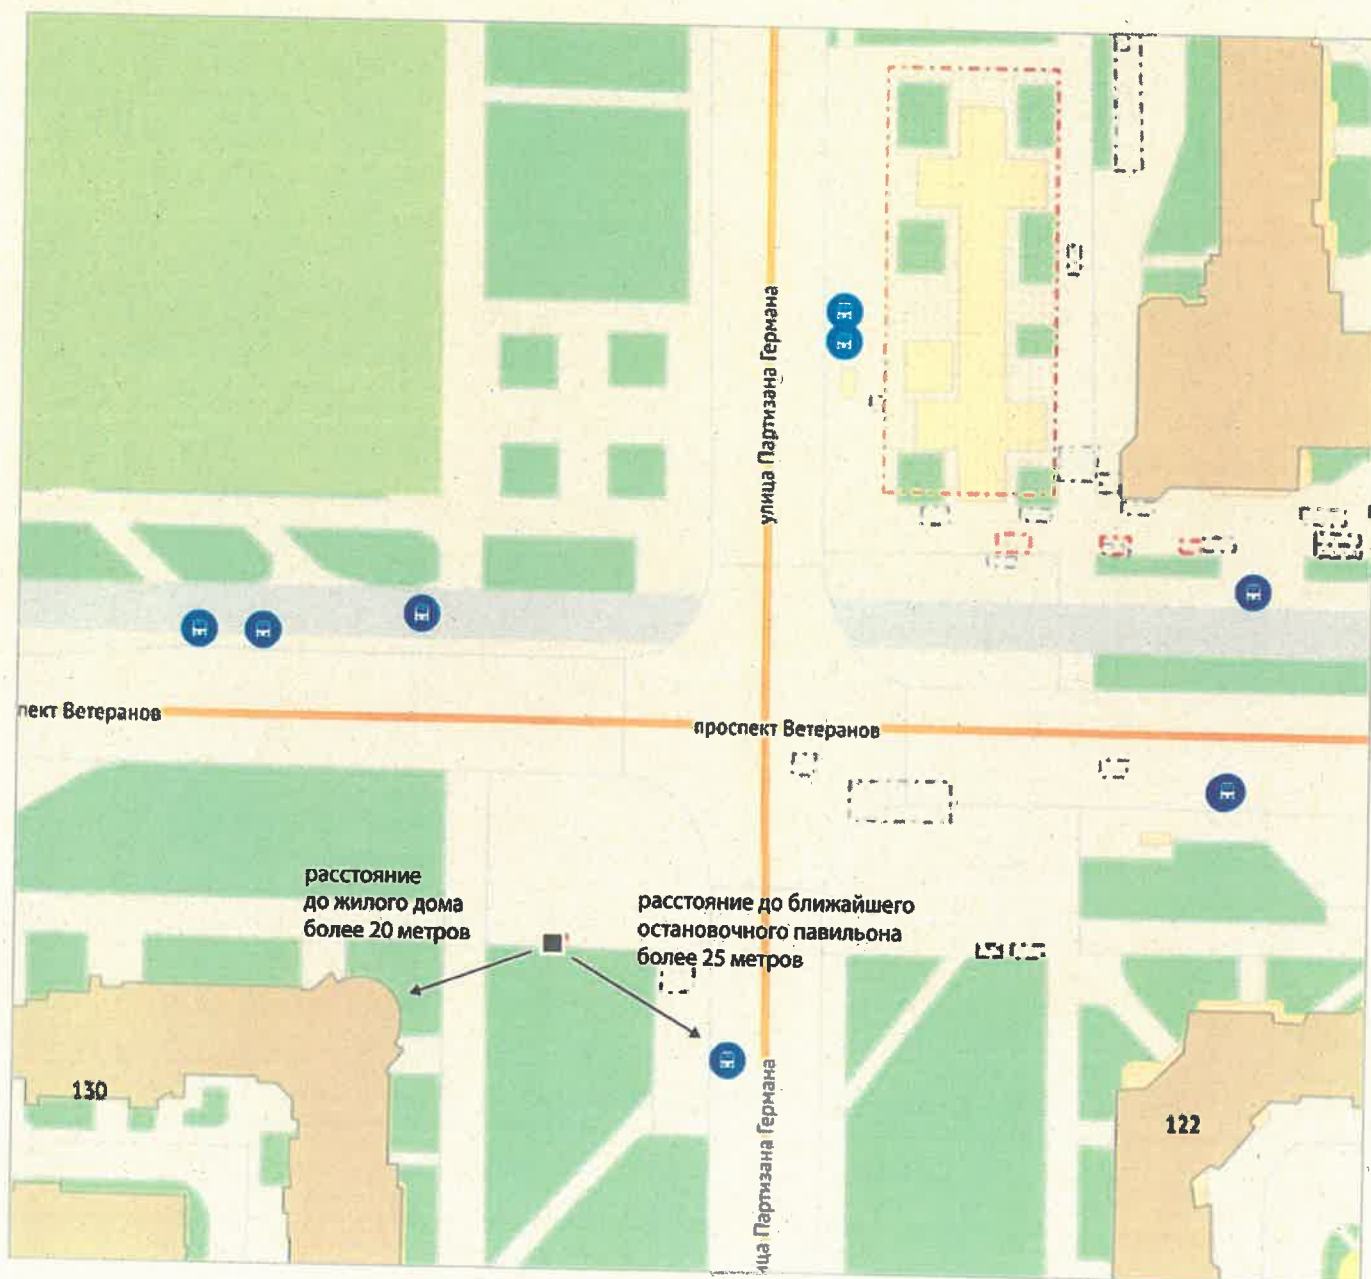 улица Партизана Германа
пект Ветеранов
проспект Ветеранов
расстояние
до жилого дома
более 20 метров
расстояние до ближайшего
остановочного павильона
более 25 метров
130
122
ица Партизана Германа